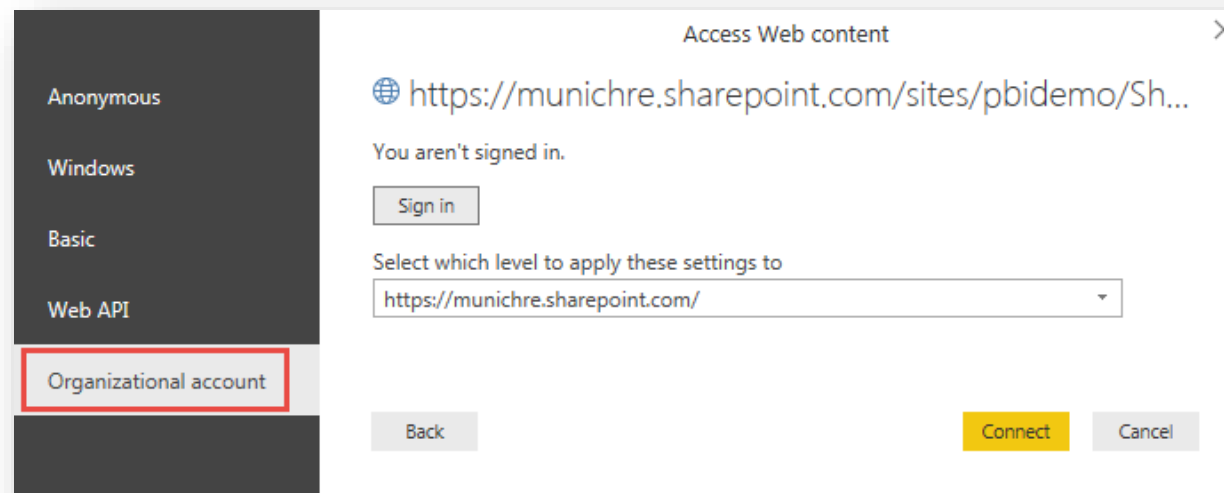 Access Web content
Anonymous
Windows
Basic
Web API
Organizational account
https://munichre.sharepoint.com/sites/pbidemo/Sh...
You aren't signed in.
Sign in
Select which level to apply these settings to
https://munichre.sharepoint.com/
Back
Connect
Cancel